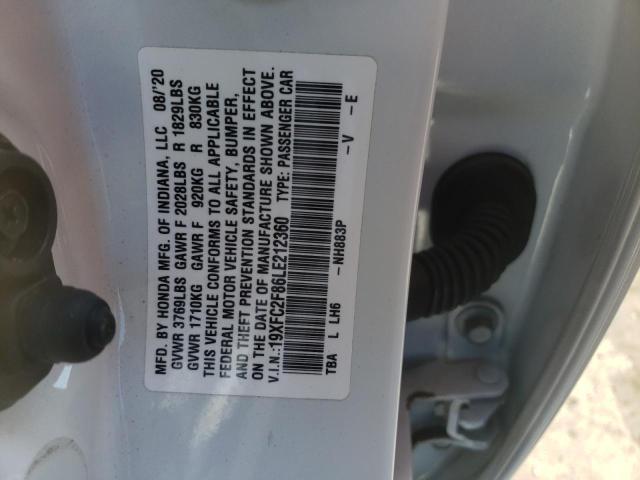 MFD. BY HONDA MFG. OF INDIANA, LLC 08/'20
GVWR 3769LBS GAWR F 2028LBS R 1829LBS
GVWR 1710KG GAWR F 920KG R 830KG
THIS VEHICLE CONFORMS TO ALL APPLICABLE
FEDERAL MOTOR VEHICLE SAFETY, BUMPER,
AND THEFT PREVENTION STANDARDS IN EFFECT
ON THE DATE OF MANUFACTURE SHOWN ABOVE.
V.I.N.:19XFC2F86LE212360 TYPE: PASSENGER CAR
TBA L LH6 -NH883P -V -E